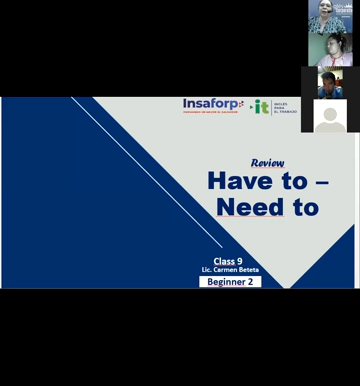 Insaforp
it
INGLÉS
PARA
EL TRABAJO
Review
Have to –
Need to
Class 9
Lic. Carmen Beteta
Beginner 2